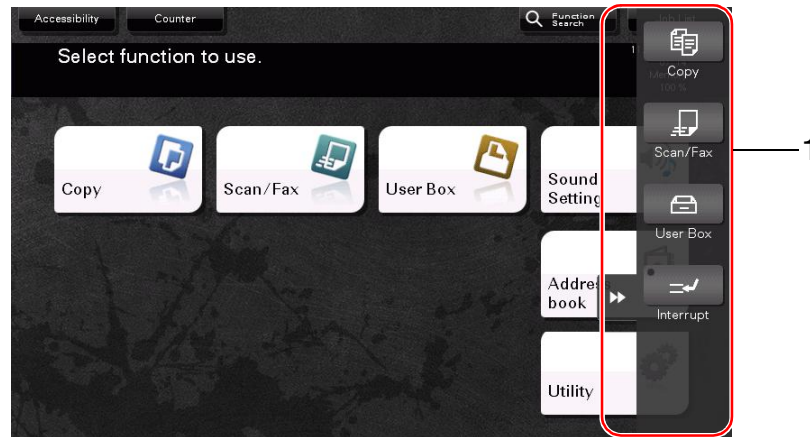 Accessibility
Counter
Function
Search
Job List
Select function to use.
100 %
Copy
Scan/Fax
User Box
Interrupt
1
Copy
Scan/Fax
User Box
Sound
Setting
Address
book
Utility